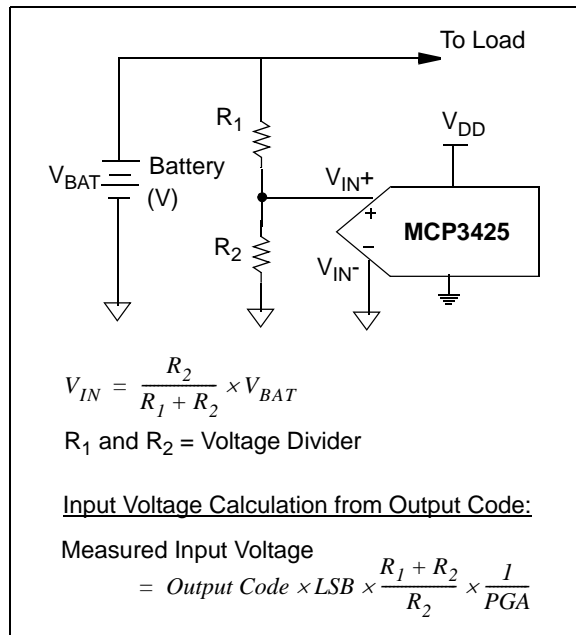 To Load
R1
VDD
VBAT
Battery
(V)
VIN+
+
MCP3425
R2
−
VIN-
VIN = R2 / (R1 + R2) × VBAT
R1 and R2 = Voltage Divider
Input Voltage Calculation from Output Code:
Measured Input Voltage
= Output Code × LSB × (R1 + R2) / R2 × 1 / PGA